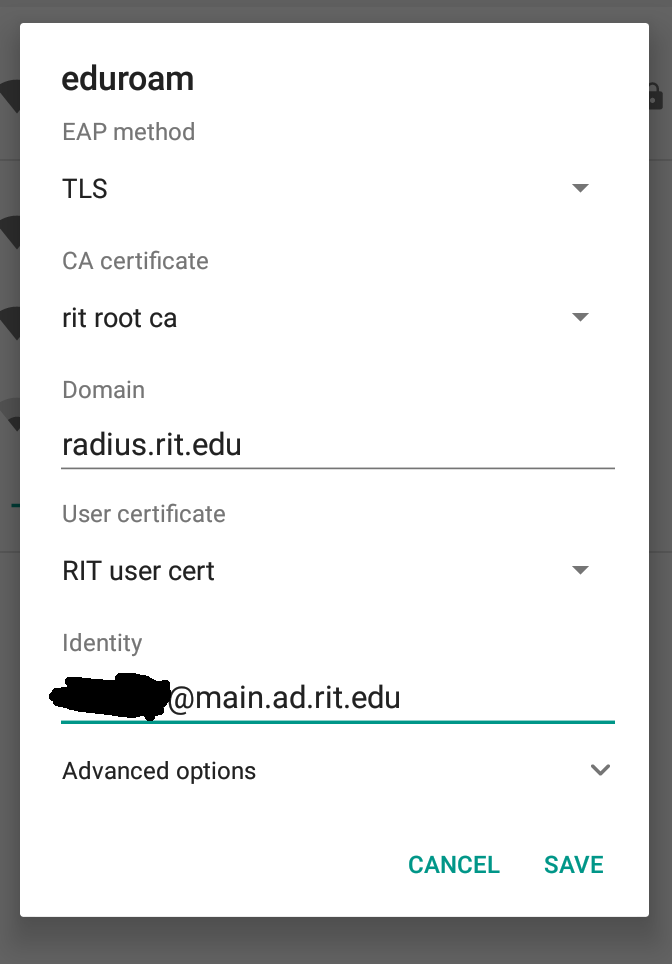 eduroam
EAP method
TLS
CA certificate
rit root ca
Domain
radius.rit.edu
User certificate
RIT user cert
Identity
@main.ad.rit.edu
Advanced options
CANCEL SAVE